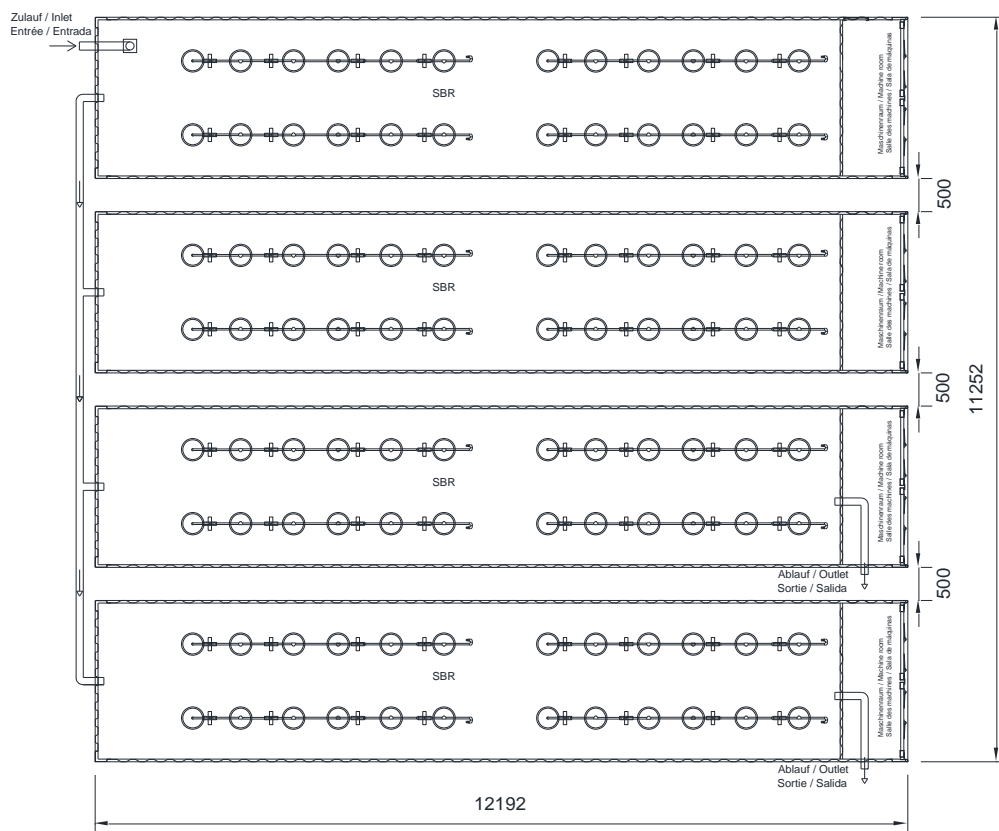 Zulauf / Inlet
Entrée / Entrada
SBR
Maschinenraum / Machine room
Salle des machines / Sala de máquinas
500
SBR
Maschinenraum / Machine room
Salle des machines / Sala de máquinas
500
11252
SBR
Maschinenraum / Machine room
Salle des machines / Sala de máquinas
Ablauf / Outlet
Sortie / Salida
500
SBR
Maschinenraum / Machine room
Salle des machines / Sala de máquinas
Ablauf / Outlet
Sortie / Salida
12192